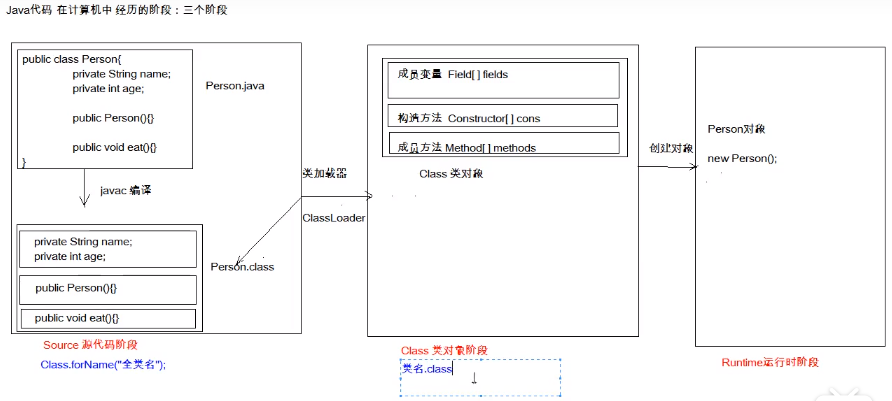 Java代码 在计算机中 经历的阶段：三个阶段
public class Person{
private String name;
private int age;
public Person(){}
public void eat(){}
}
Person.java
javac 编译
private String name;
private int age;
public Person(){}
public void eat(){}
Person.class
Source 源代码阶段
Class.forName("全类名");
类加载器
ClassLoader
成员变量 Field[ ] fields
构造方法 Constructor[ ] cons
成员方法 Method[ ] methods
Class 类对象
Class 类对象阶段
类名.class
创建对象
Person对象
new Person();
Runtime运行时阶段